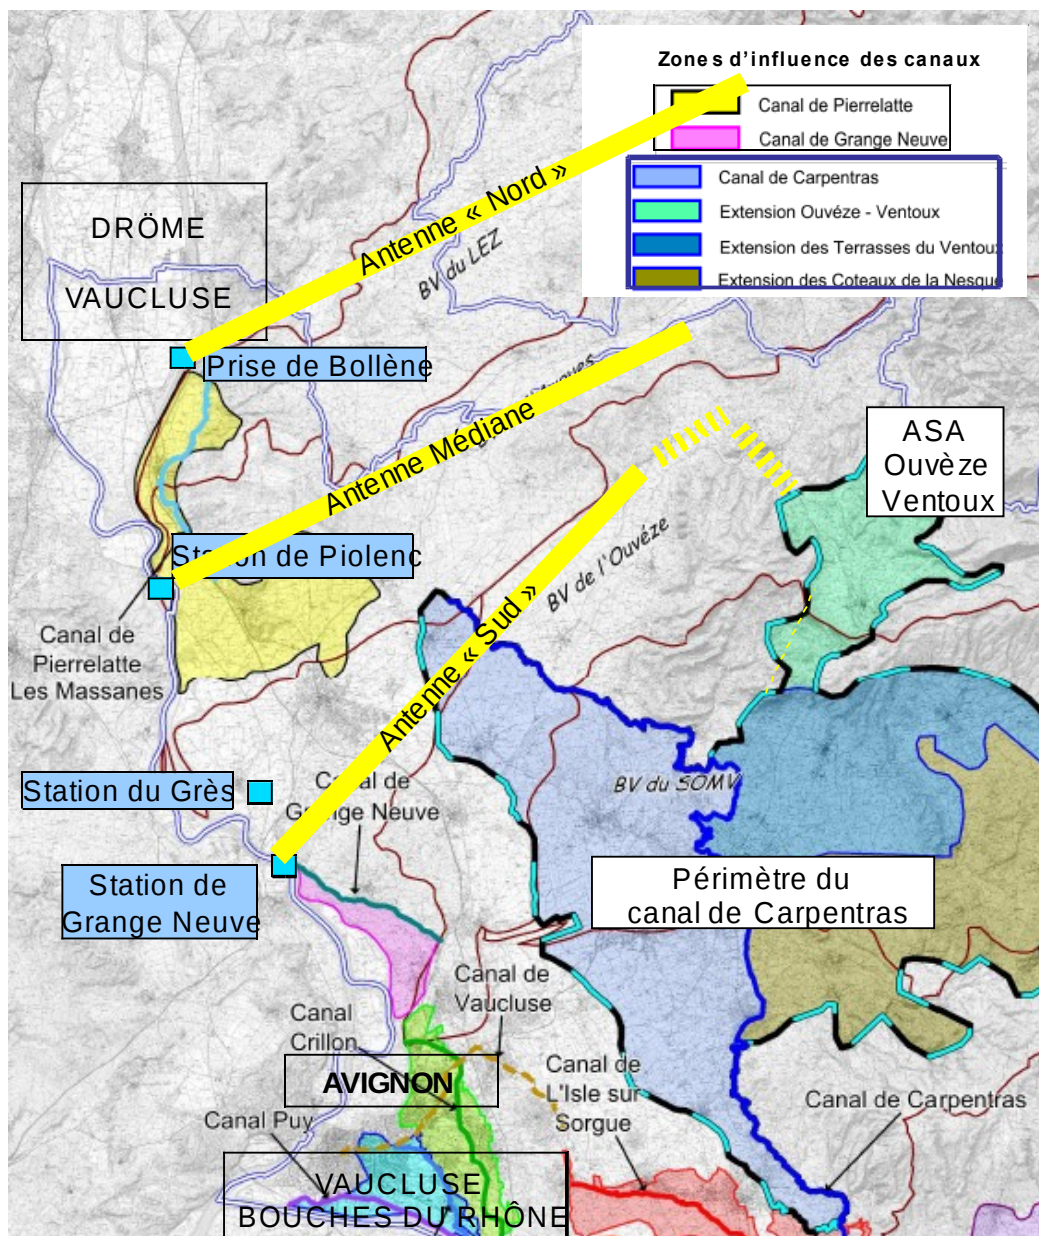 Zones d’influence des canaux
Canal de Pierrelatte
Canal de Grange Neuve
Canal de Carpentras
Extension Ouvéze - Ventoux
Extension des Terrasses du Ventoux
Extension des Coteaux de la Nesque
DRÖME
VAUCLUSE
Antenne « Nord »
BV du LEZ
Prise de Bollène
Antenne Médiane
ASA
Ouvèze
Ventoux
Station de Piolenc
BV de l'Ouvéze
Antenne « Sud »
Canal de
Pierrelatte
Les Massanes
Station du Grès
Canal de
Grange Neuve
BV du SOMV
Station de
Grange Neuve
Périmètre du
canal de Carpentras
Canal de
Vaucluse
Canal
Crillon
AVIGNON
Canal de
L'Isle sur
Sorgue
Canal de Carpentras
Canal Puy
VAUCLUSE
BOUCHES DU RHÔNE